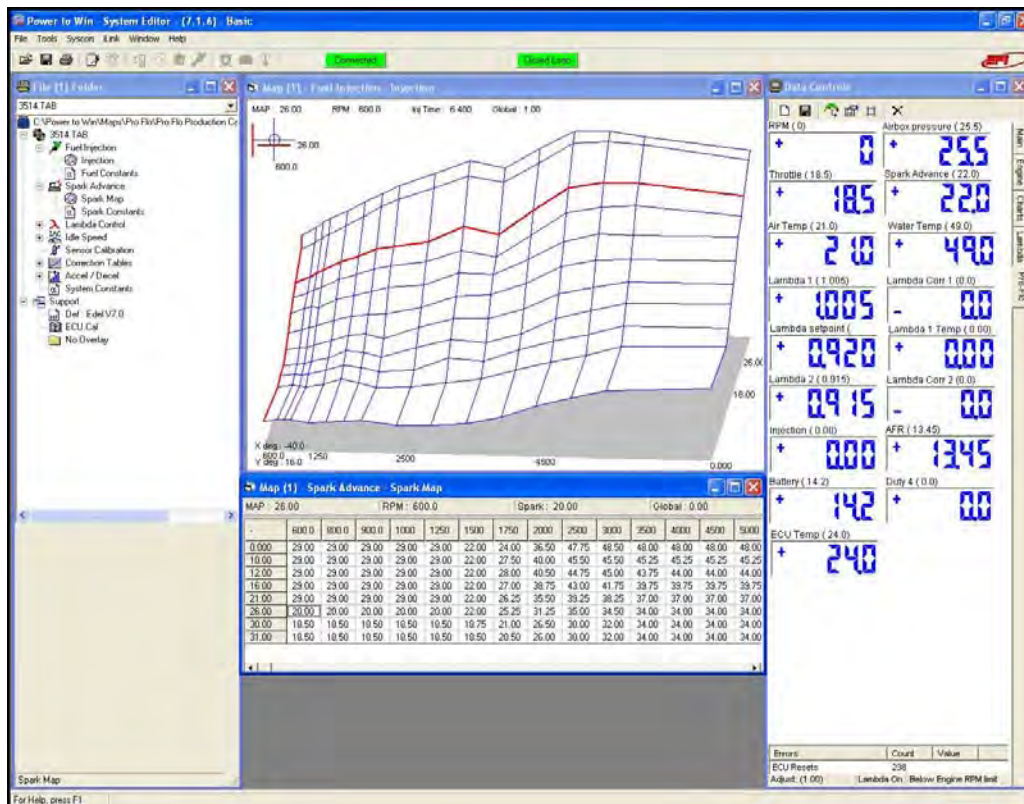 Power to Win - System Editor - (7.1.6) - Basic
File Tools Syscon Link Window Help
Connected
Closed Loop
EFI
File (1) Folder
3514.TAB
C:\Power to Win\Maps\Pro Flo\Pro Flo Production Ca
3514.TAB
Fuel Injection
Injection
Fuel Constants
Spark Advance
Spark Map
Spark Constants
Lambda Control
Idle Speed
Sensor Calibration
Correction Tables
Accel / Decel
System Constants
Support
Def : Edel V7.0
ECU.Cal
No Overlay
Spark Map
Map (1) - Fuel Injection - Injection
MAP : 26.00 RPM : 600.0 Inj Time : 6.400 Global : 1.00
26.00
600.0
26.00
18.00
X deg : -40.0
Y deg : 16.0
600.0 1250 2500 4500 0.000
Map (1) - Spark Advance - Spark Map
MAP : 26.00 RPM : 600.0 Spark : 20.00 Global : 0.00
- 600.0 800.0 900.0 1000 1250 1500 1750 2000 2500 3000 3500 4000 4500 5000
0.000 29.00 29.00 29.00 29.00 29.00 22.00 24.00 36.50 47.75 48.50 48.00 48.00 48.00 48.00
10.00 29.00 29.00 29.00 29.00 29.00 22.00 27.50 40.00 45.50 45.50 45.25 45.25 45.25 45.25
12.00 29.00 29.00 29.00 29.00 29.00 22.00 28.00 40.50 44.75 45.00 43.75 44.00 44.00 44.00
16.00 29.00 29.00 29.00 29.00 29.00 22.00 27.00 38.75 43.00 41.75 39.75 39.75 39.75 39.75
21.00 29.00 29.00 29.00 29.00 29.00 22.00 26.25 35.50 39.25 38.25 37.00 37.00 37.00 37.00
26.00 20.00 20.00 20.00 20.00 20.00 22.00 25.25 31.25 35.00 34.50 34.00 34.00 34.00 34.00
30.00 18.50 18.50 18.50 18.50 18.50 18.75 21.00 26.50 30.00 32.00 34.00 34.00 34.00 34.00
31.00 18.50 18.50 18.50 18.50 18.50 18.50 20.50 26.00 30.00 32.00 34.00 34.00 34.00 34.00
Data Controls
RPM ( 0) Airbox pressure ( 25.5)
+ 0 + 25.5
Throttle ( 18.5) Spark Advance ( 22.0)
+ 18.5 + 22.0
Air Temp ( 21.0) Water Temp ( 49.0)
+ 21.0 + 49.0
Lambda 1 ( 1.005) Lambda Corr 1 (0.0)
+ 1.005 - 0.0
Lambda setpoint ( Lambda 1 Temp ( 0.00)
+ 0.920 + 0.00
Lambda 2 ( 0.915) Lambda Corr 2 (0.0)
+ 0.915 - 0.0
Injection ( 0.00) AFR ( 13.45)
+ 0.00 + 13.45
Battery ( 14.2) Duty 4 ( 0.0)
+ 14.2 + 0.0
ECU Temp ( 24.0)
+ 24.0
Main
Engine
Charts
Lambda
Errors Count Value
ECU Resets 238
Adjust: (1.00) Lambda On : Below Engine RPM limit
For Help, press F1